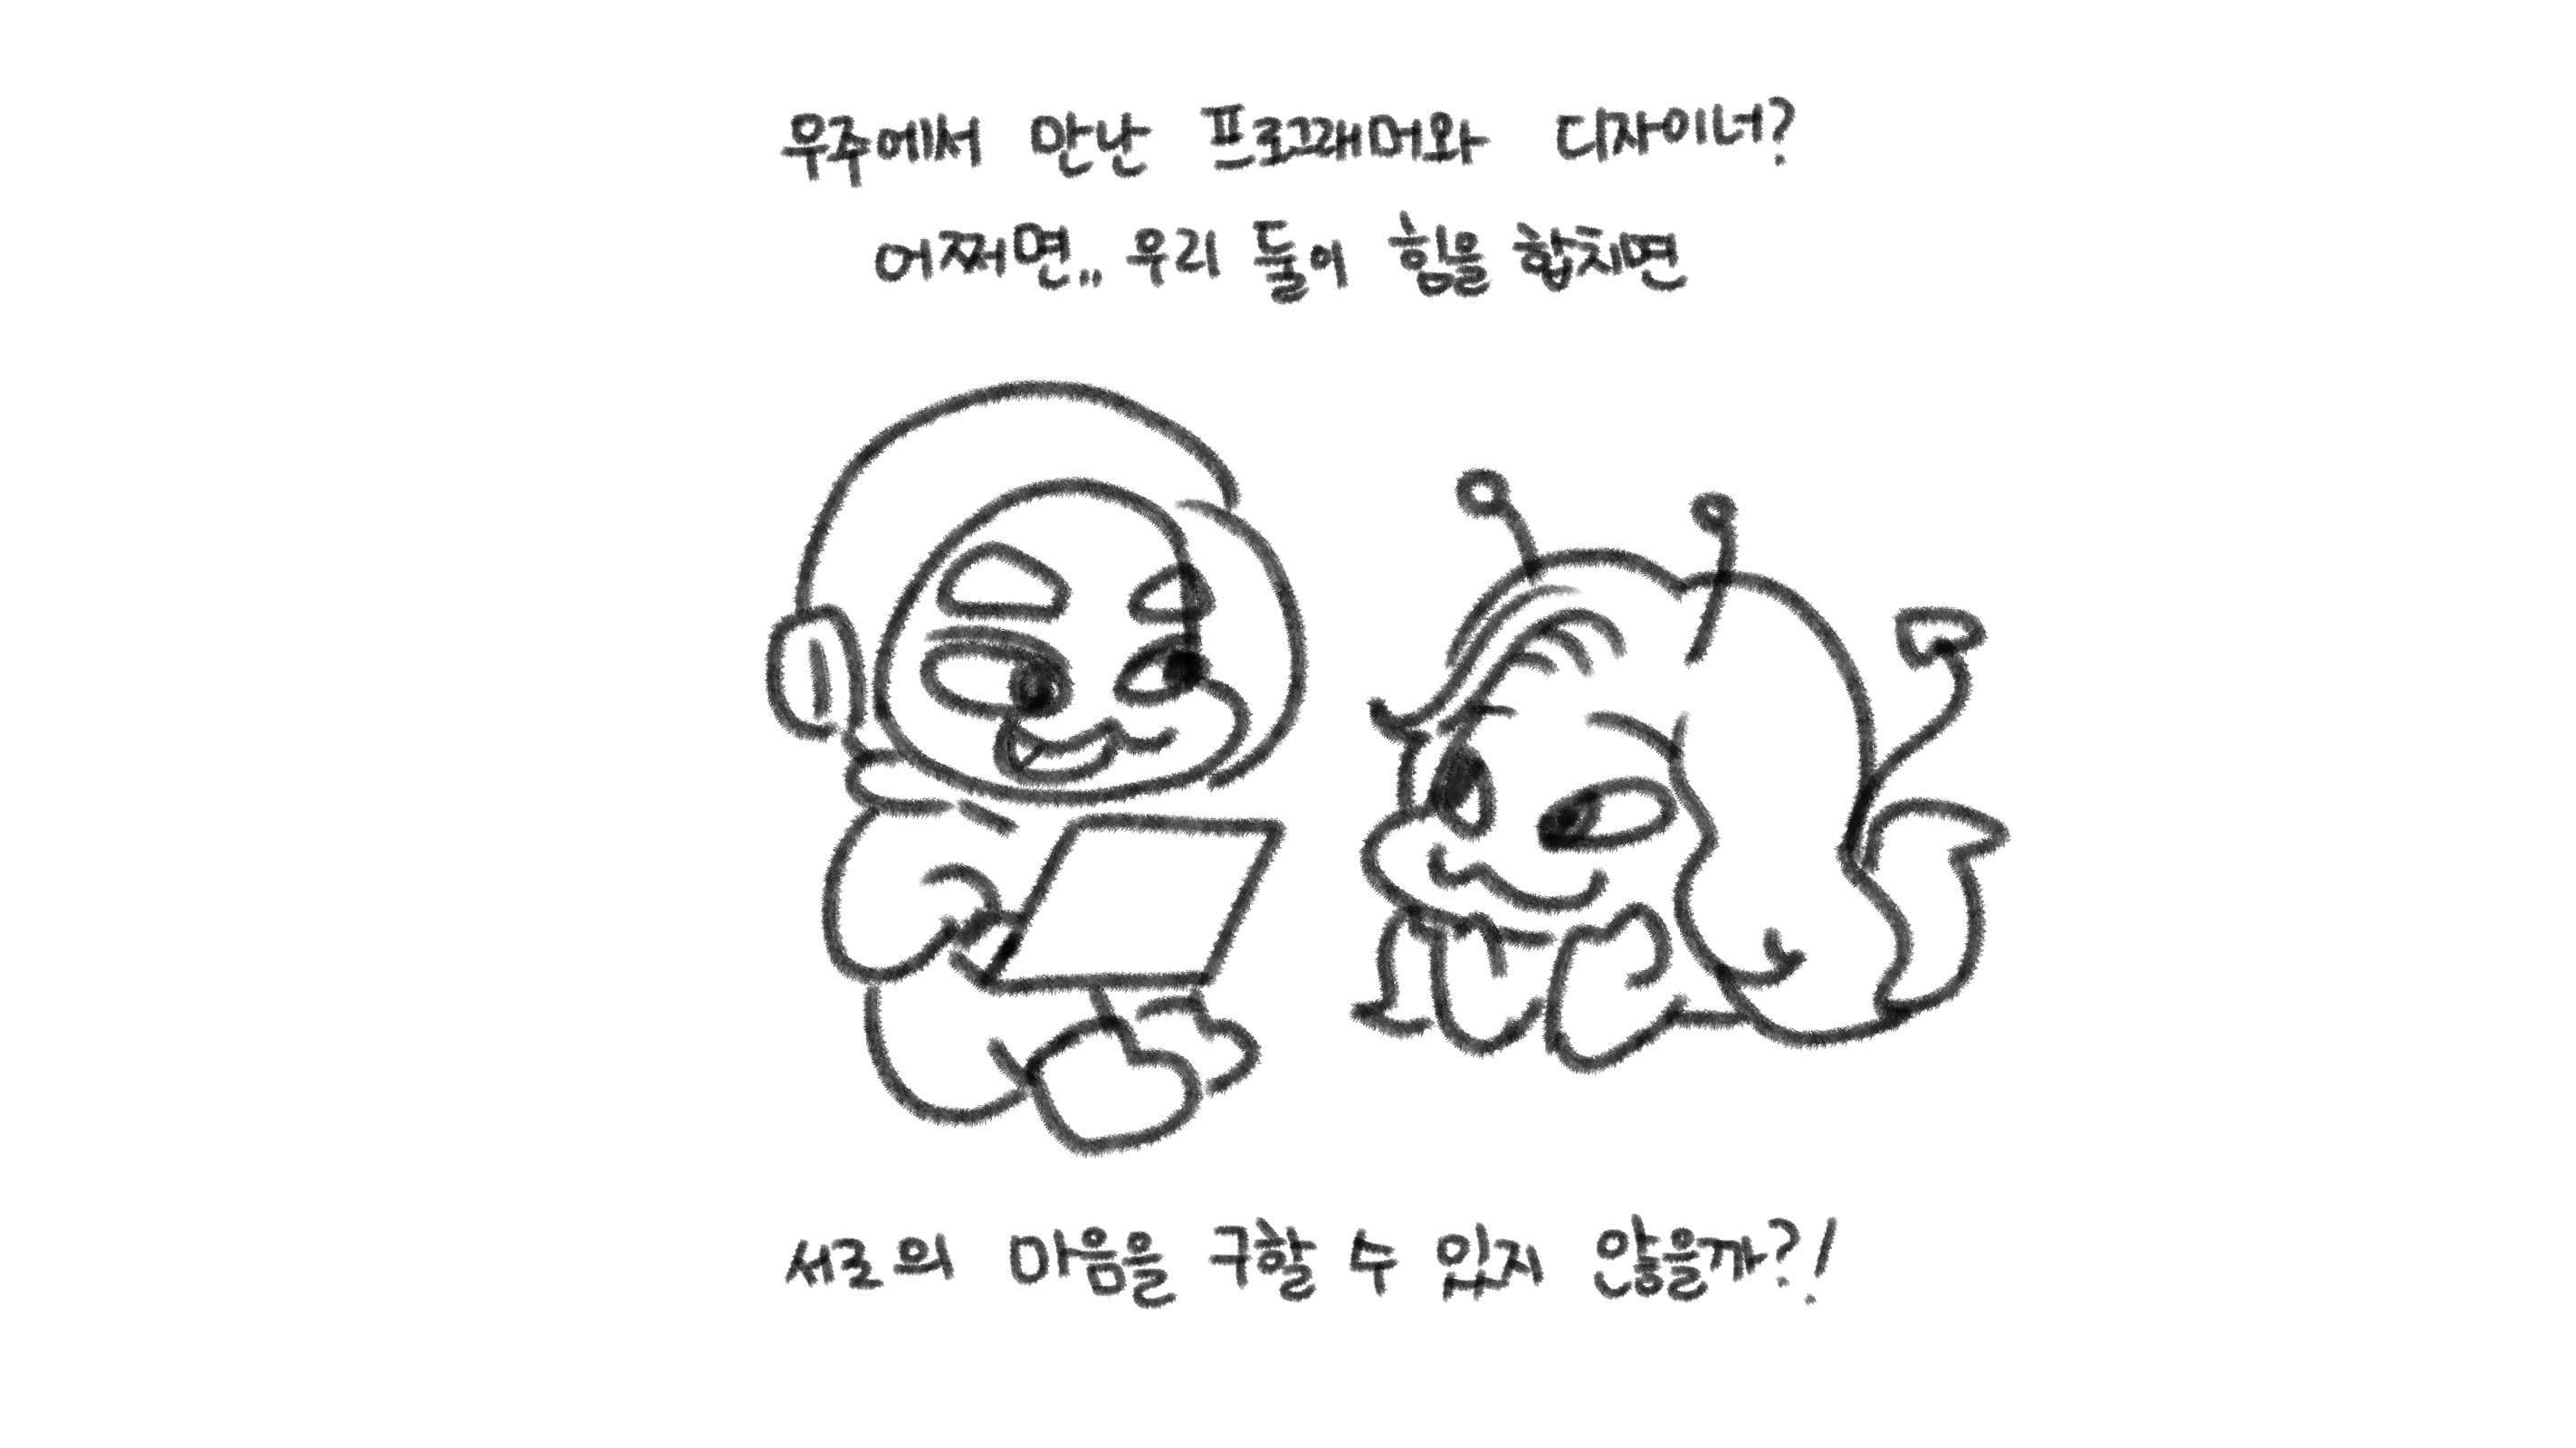 우주에서 만난 프로그래머와 디자이너?
어쩌면.. 우리 둘이 힘을 합치면
서로의 마음을 구할 수 있지 않을까?!